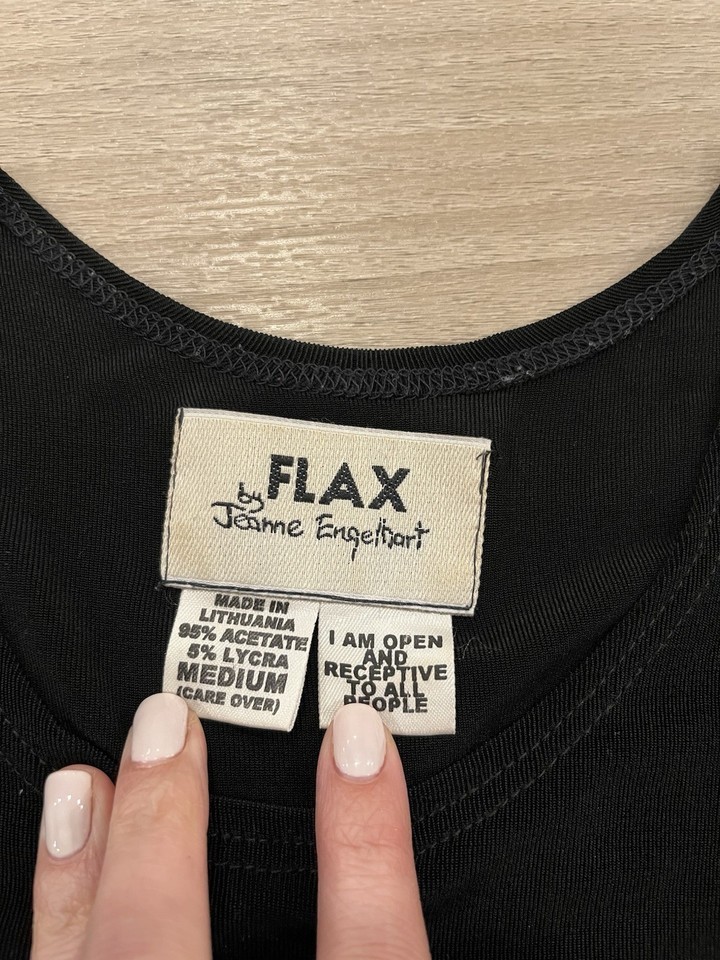 FLAX
by
Jeanne Engelhart
MADE IN
LITHUANIA
95% ACETATE
5% LYCRA
MEDIUM
(CARE OVER)
I AM OPEN
AND
RECEPTIVE
TO ALL
PEOPLE